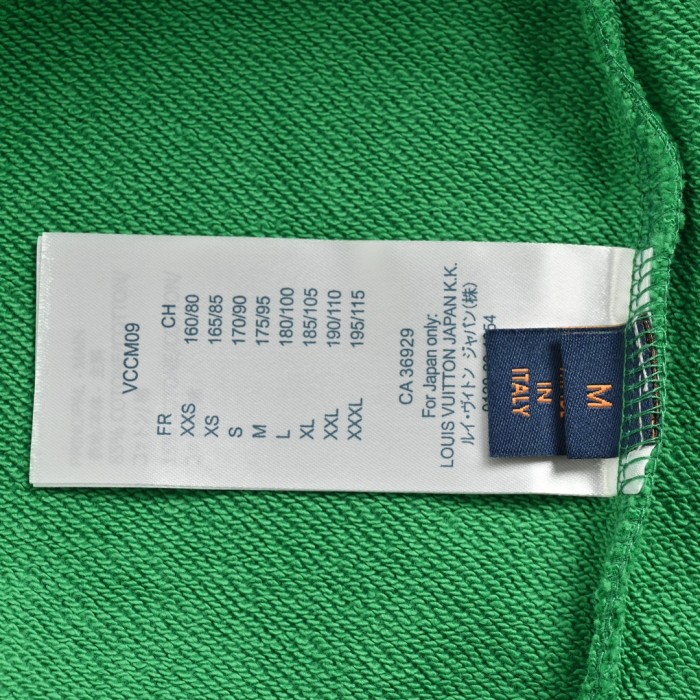 VCCM09
FR CH
XXS 160/80
XS 165/85
S 170/90
M 175/95
L 180/100
XL 185/105
XXL 190/110
XXXL 195/115
CA 36929
For Japan only:
LOUIS VUITTON JAPAN K.K.
ルイ・ヴィトン ジャパン(株)
IN
ITALY
M